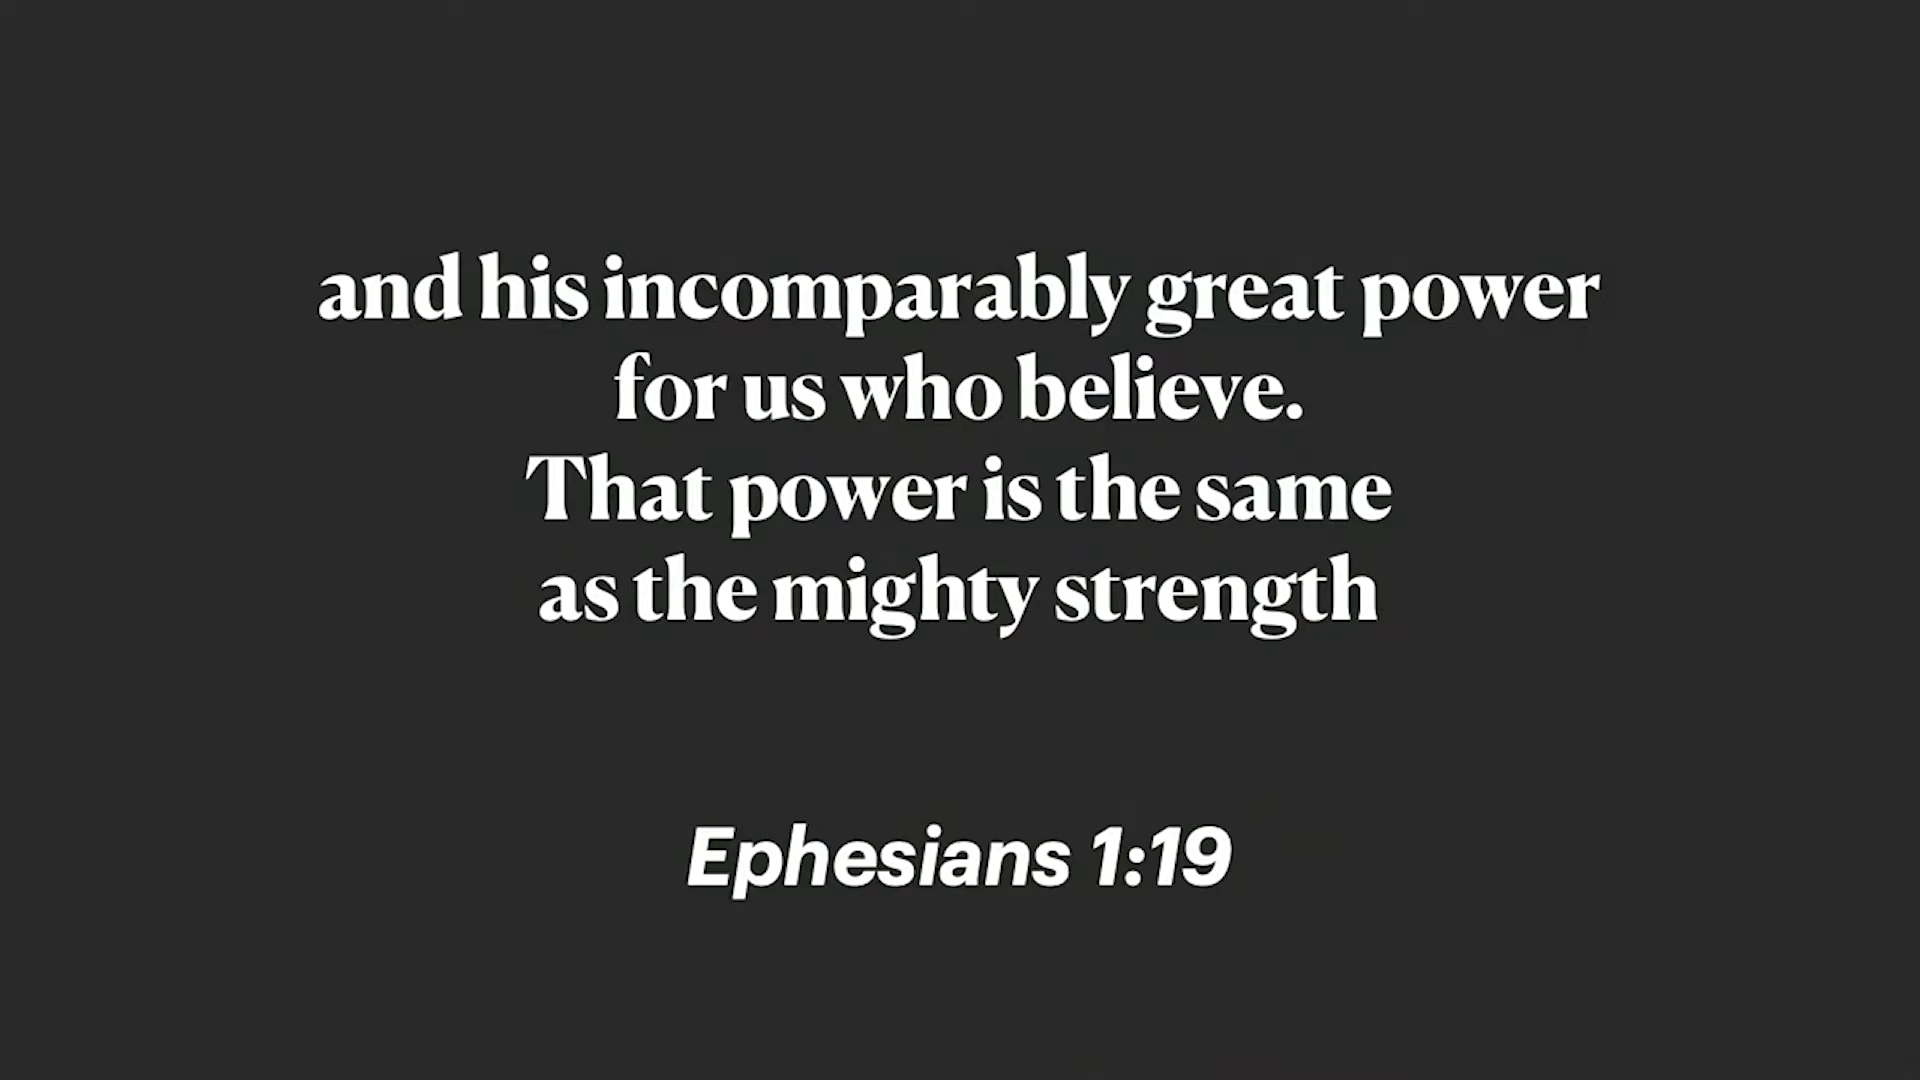 and his incomparably great power
for us who believe.
That power is the same
as the mighty strength
Ephesians 1:19